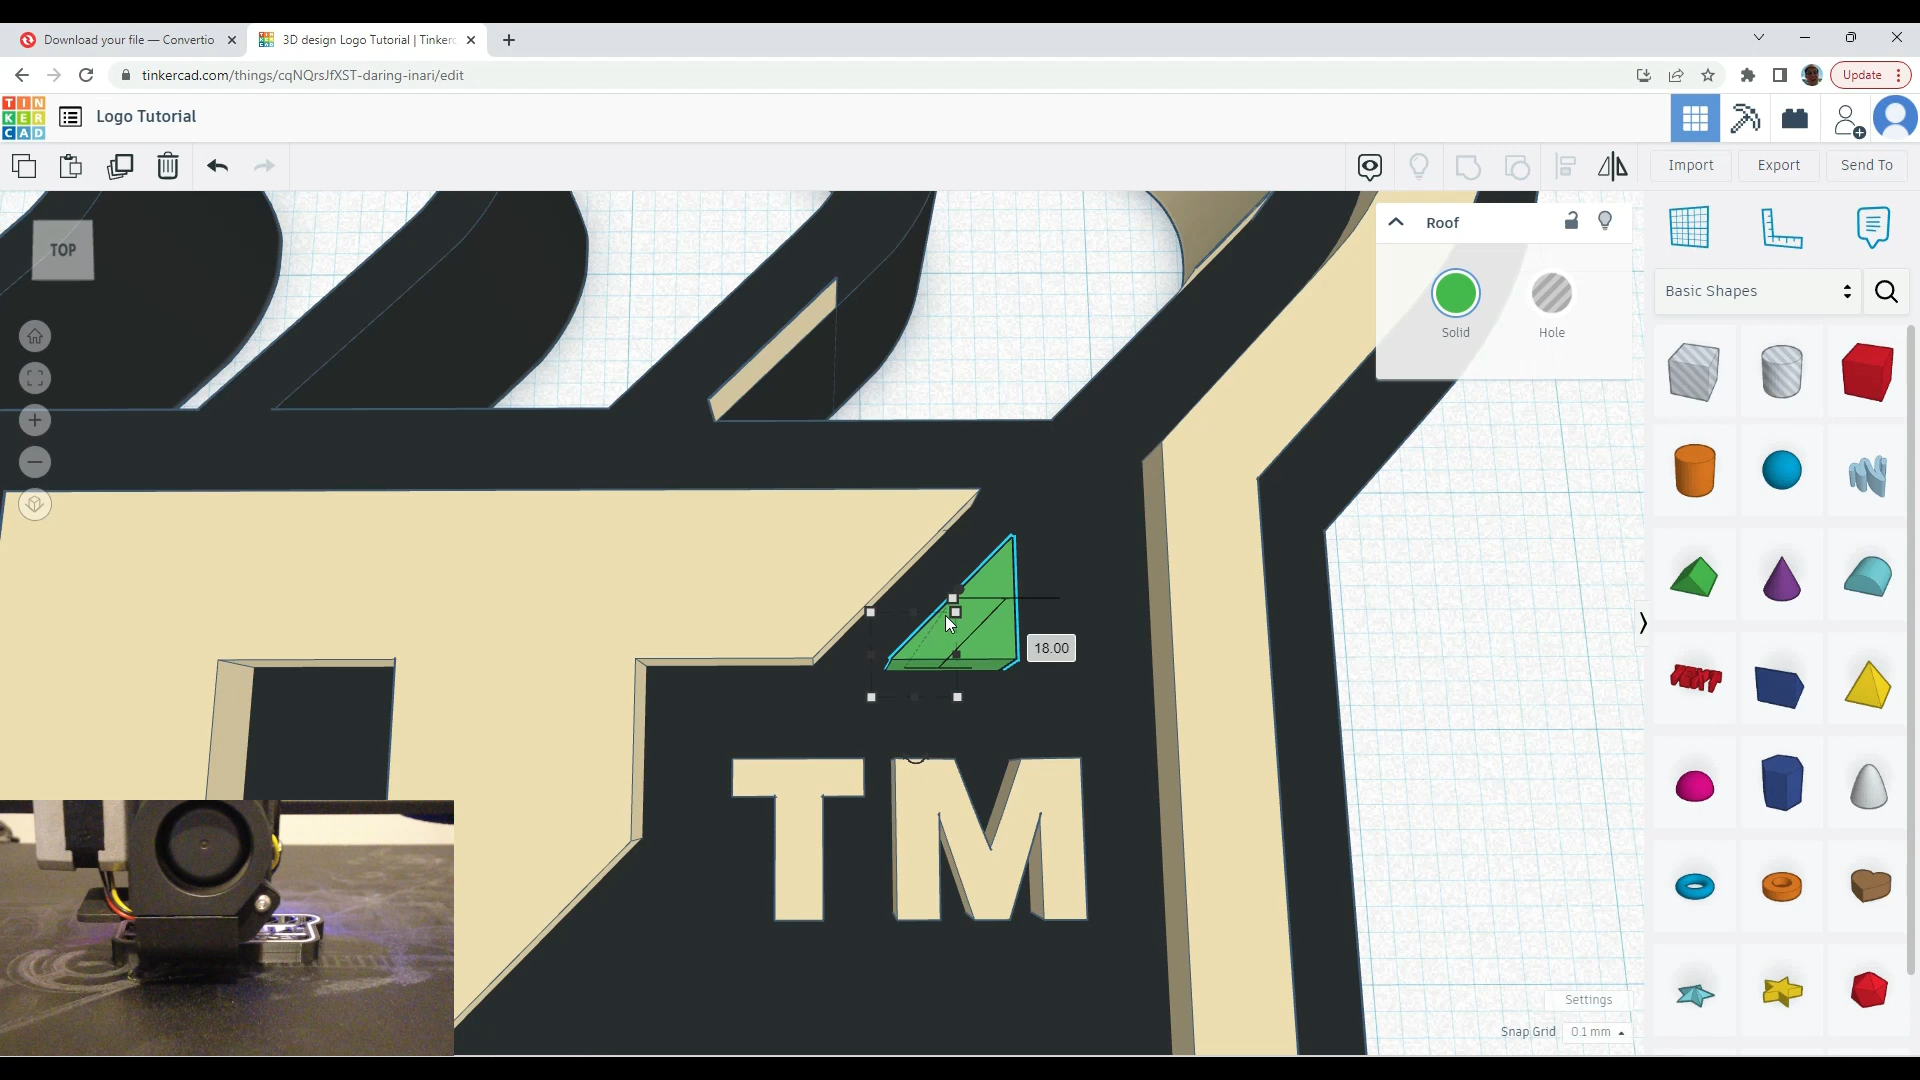 Download your file — Convertio
3D design Logo Tutorial | Tinkerc
tinkercad.com/things/cqNQrsJfXST-daring-inari/edit
Update
TIN
KER
CAD
Logo Tutorial
Import
Export
Send To
TOP
Roof
Solid
Hole
Basic Shapes
18.00
TEXT
TM
Settings
Snap Grid
0.1 mm